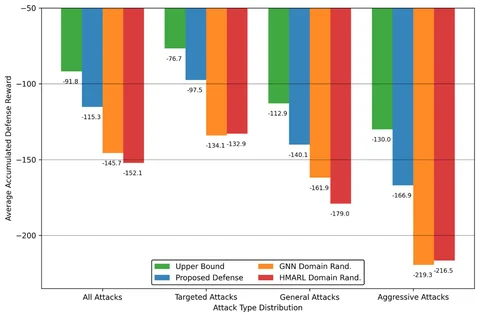 −50
−100
−150
−200
Average Accumulated Defense Reward
-91.8
-115.3
-145.7
-152.1
-76.7
-97.5
-134.1
-132.9
-112.9
-140.1
-161.9
-179.0
-130.0
-166.9
-219.3
-216.5
Upper Bound
Proposed Defense
GNN Domain Rand.
HMARL Domain Rand.
All Attacks
Targeted Attacks
General Attacks
Aggressive Attacks
Attack Type Distribution